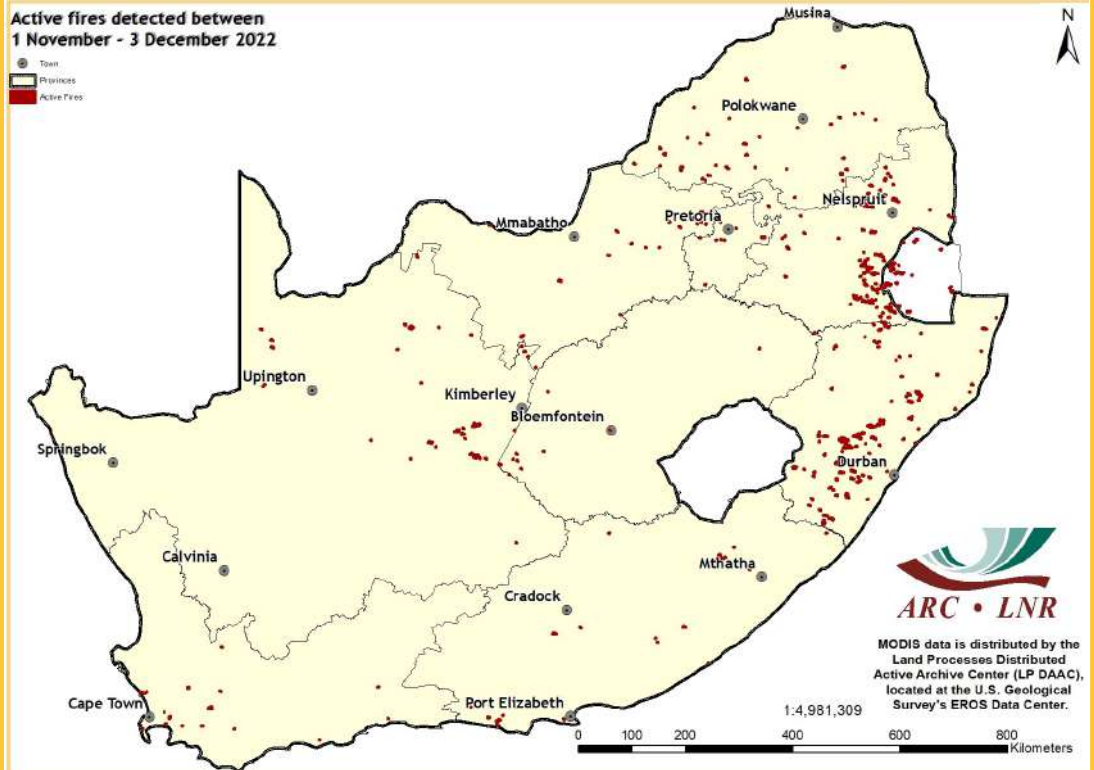 Active fires detected between
1 November - 3 December 2022
Town
Provinces
Active Fires
N
Musina
Polokwane
Nelspruit
Pretoria
Mmabatho
Upington
Kimberley
Bloemfontein
Springbok
Durban
Calvinia
Mthatha
Cradock
Cape Town
Port Elizabeth
ARC • LNR
MODIS data is distributed by the
Land Processes Distributed
Active Archive Center (LP DAAC),
located at the U.S. Geological
Survey's EROS Data Center.
1:4,981,309
0 100 200 400 600 800
Kilometers